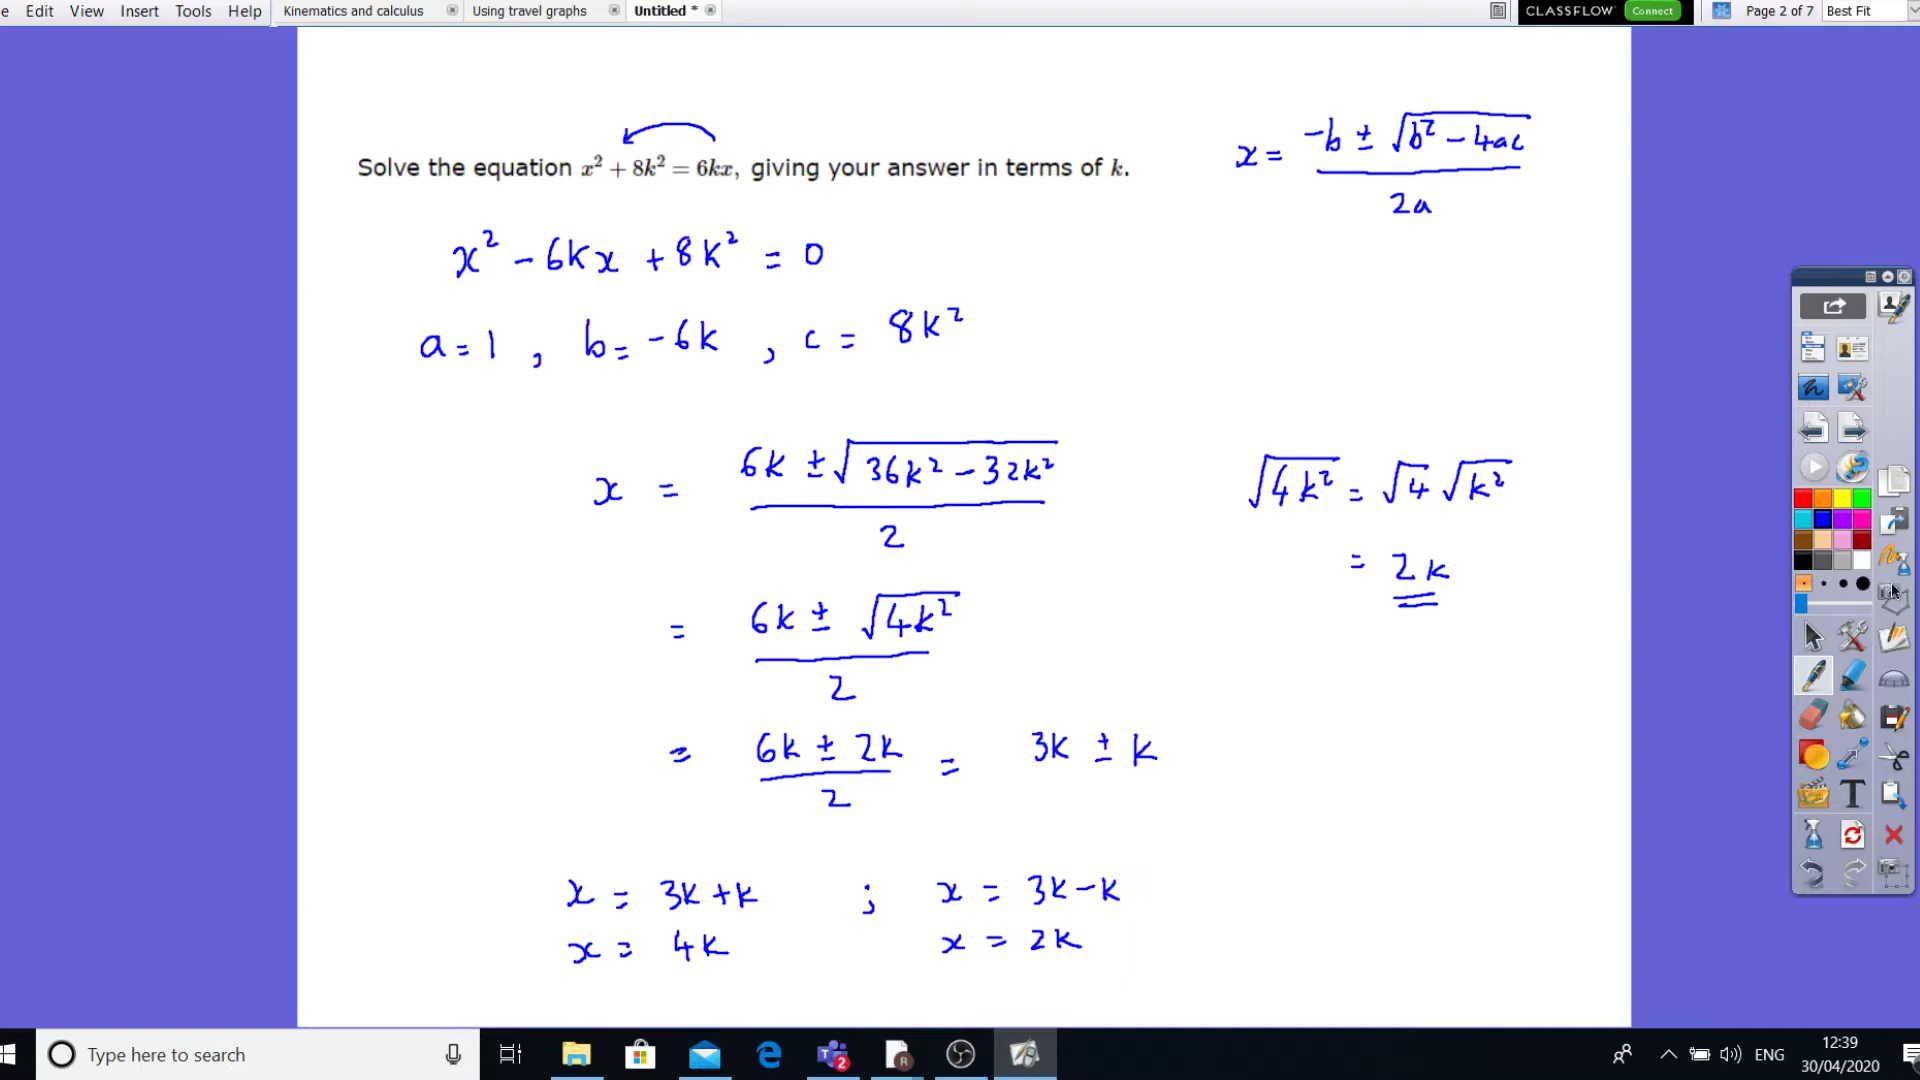 Edit View Insert Tools Help Kinematics and calculus Using travel graphs Untitled * CLASSFLOW Connect Page 2 of 7 Best Fit
Solve the equation x² + 8k² = 6kx, giving your answer in terms of k.
x = (-b ± √(b² - 4ac)) / 2a
x² - 6kx + 8k² = 0
a = 1 , b = -6k , c = 8k²
x = (6k ± √(36k² - 32k²)) / 2
√(4k²) = √4 √(k²)
= 2k
= (6k ± √(4k²)) / 2
= (6k ± 2k) / 2 = 3k ± k
x = 3k + k ; x = 3k - k
x = 4k x = 2k
Type here to search
2
R
ENG
12:39
30/04/2020